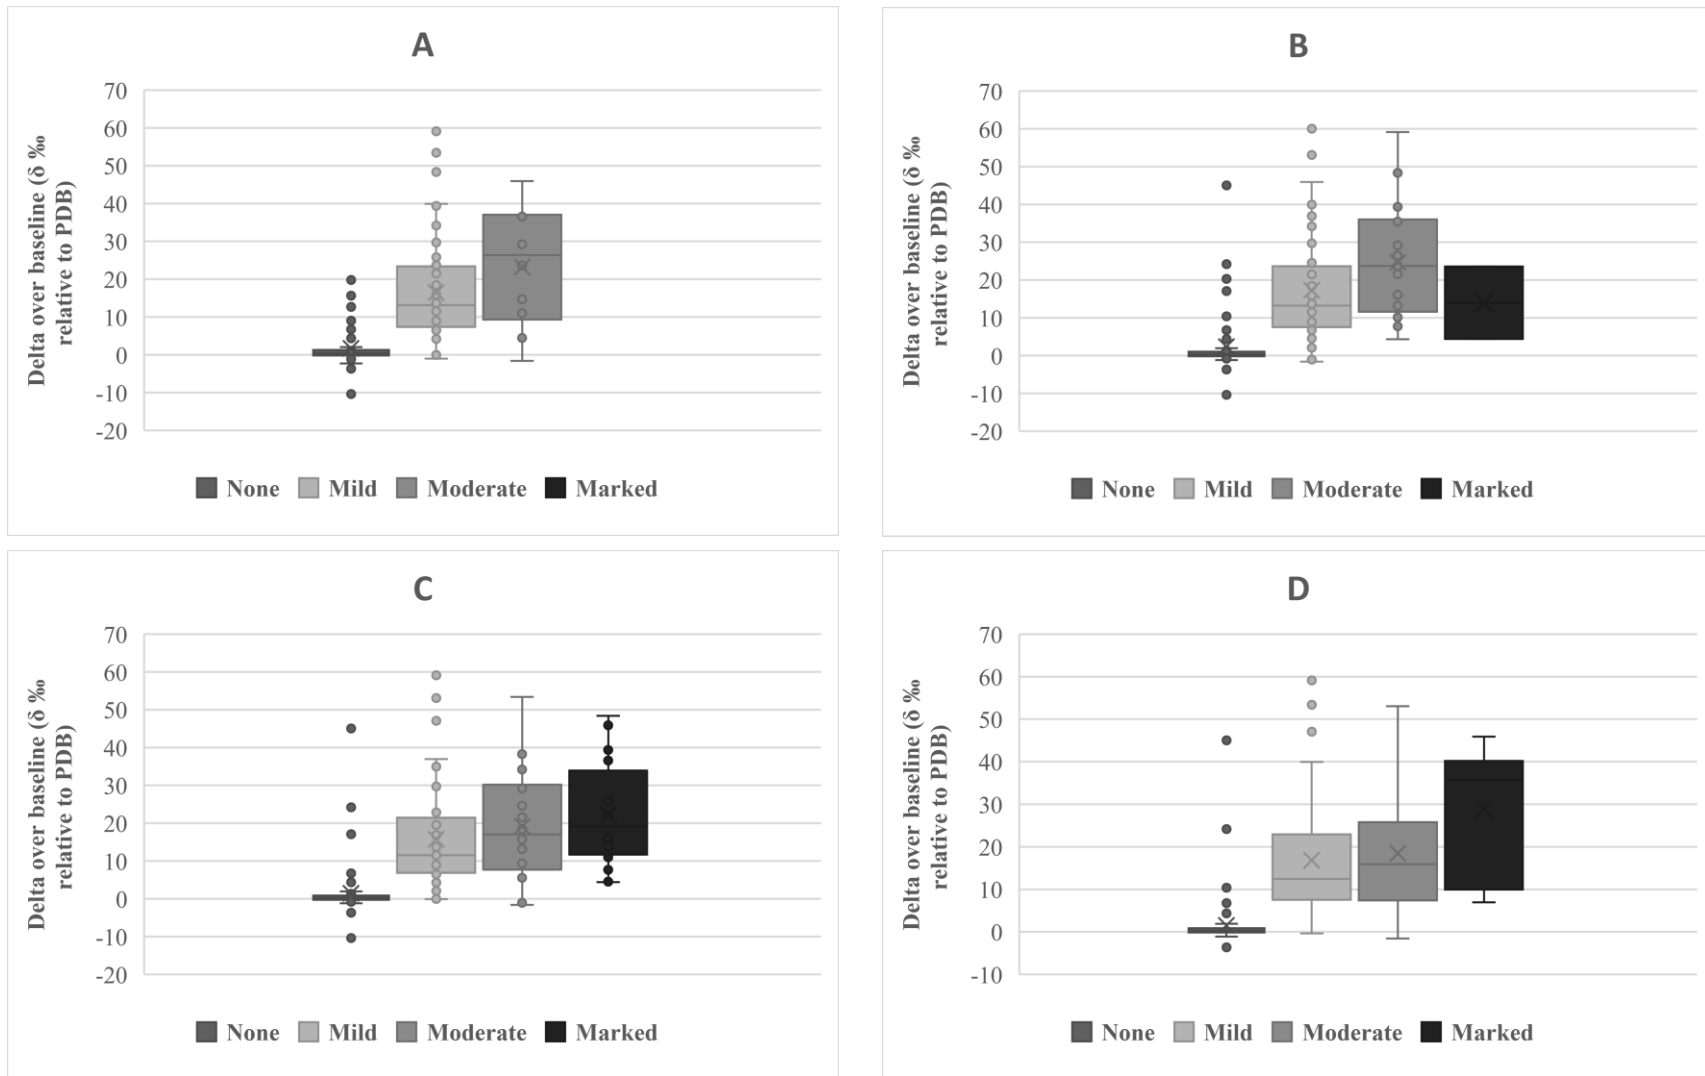 A
Delta over baseline (δ ‰
relative to PDB)
70
60
50
40
30
20
10
0
-10
-20
None Mild Moderate Marked
B
Delta over baseline (δ ‰
relative to PDB)
70
60
50
40
30
20
10
0
-10
-20
None Mild Moderate Marked
C
Delta over baseline (δ ‰
relative to PDB)
70
60
50
40
30
20
10
0
-10
-20
None Mild Moderate Marked
D
Delta over baseline (δ ‰
relative to PDB)
70
60
50
40
30
20
10
0
-10
None Mild Moderate Marked